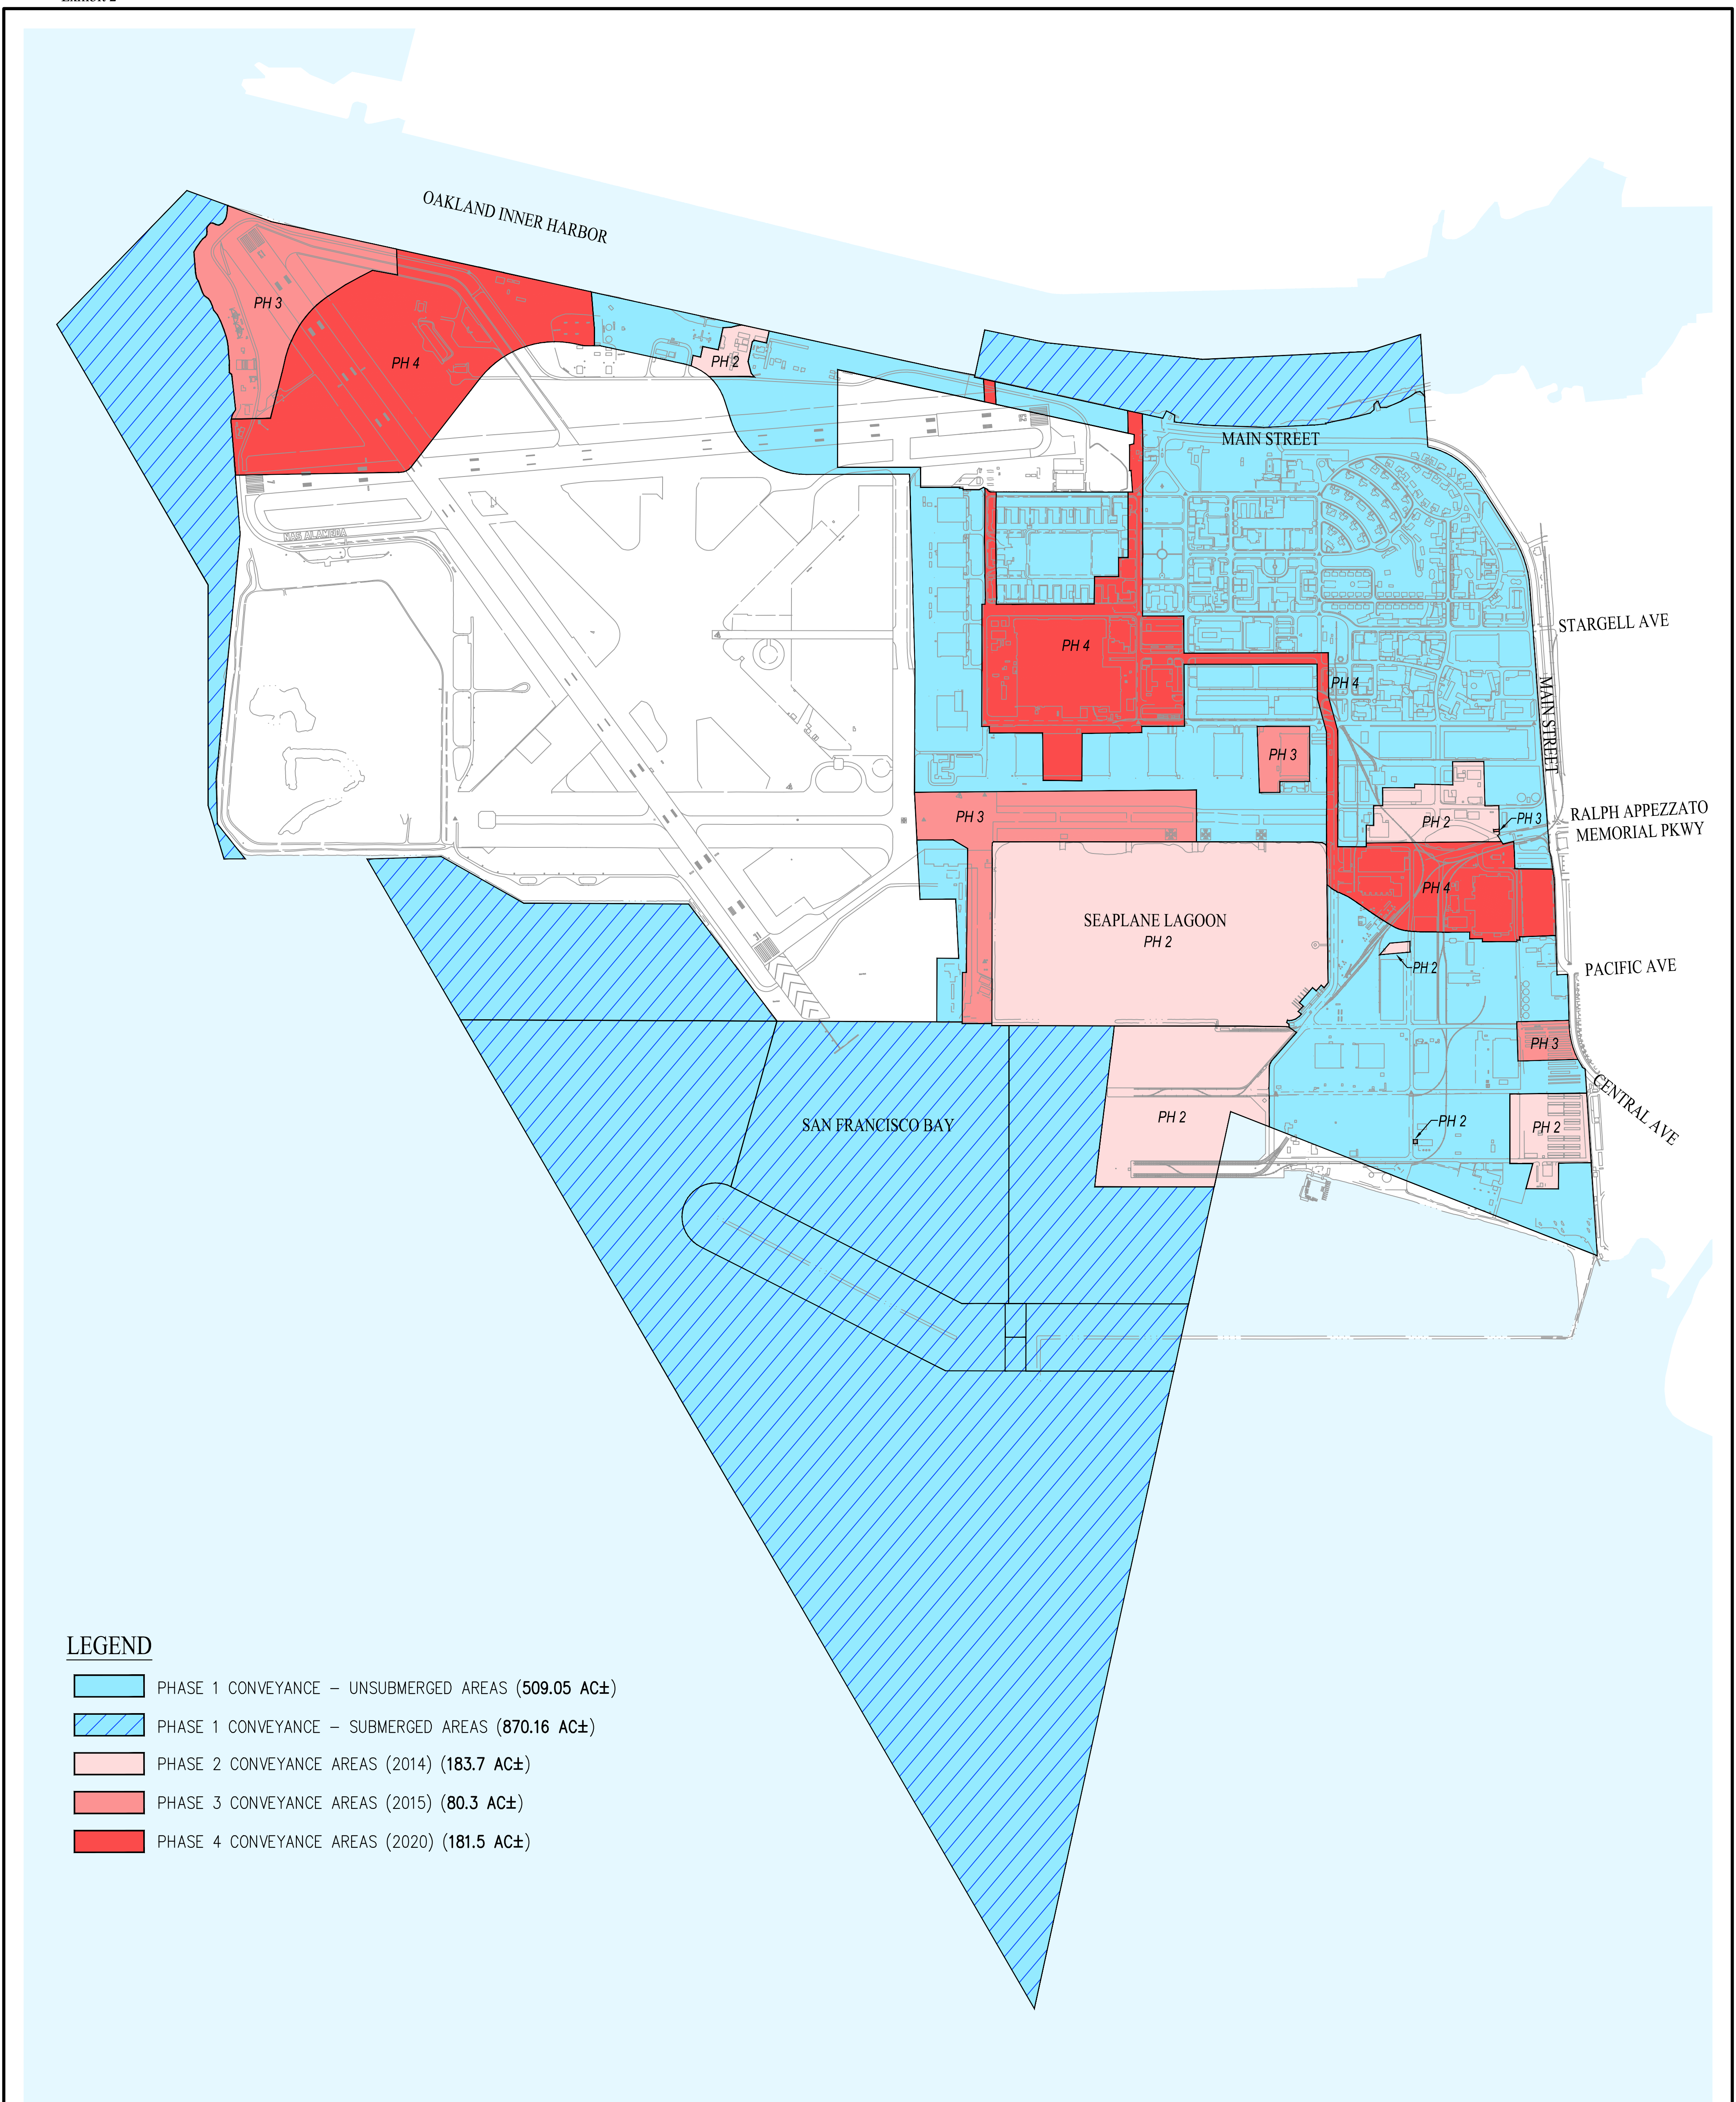 Exhibit 2
OAKLAND INNER HARBOR
PH 3
PH 4
PH 2
MAIN STREET
NAS ALAMEDA
STARGELL AVE
PH 4
PH 4
MAIN STREET
PH 3
PH 3
PH 2
PH 3
RALPH APPEZZATO
MEMORIAL PKWY
PH 4
SEAPLANE LAGOON
PH 2
PH 2
PACIFIC AVE
PH 3
CENTRAL AVE
SAN FRANCISCO BAY
PH 2
PH 2
PH 2
LEGEND
PHASE 1 CONVEYANCE – UNSUBMERGED AREAS (509.05 AC±)
PHASE 1 CONVEYANCE – SUBMERGED AREAS (870.16 AC±)
PHASE 2 CONVEYANCE AREAS (2014) (183.7 AC±)
PHASE 3 CONVEYANCE AREAS (2015) (80.3 AC±)
PHASE 4 CONVEYANCE AREAS (2020) (181.5 AC±)